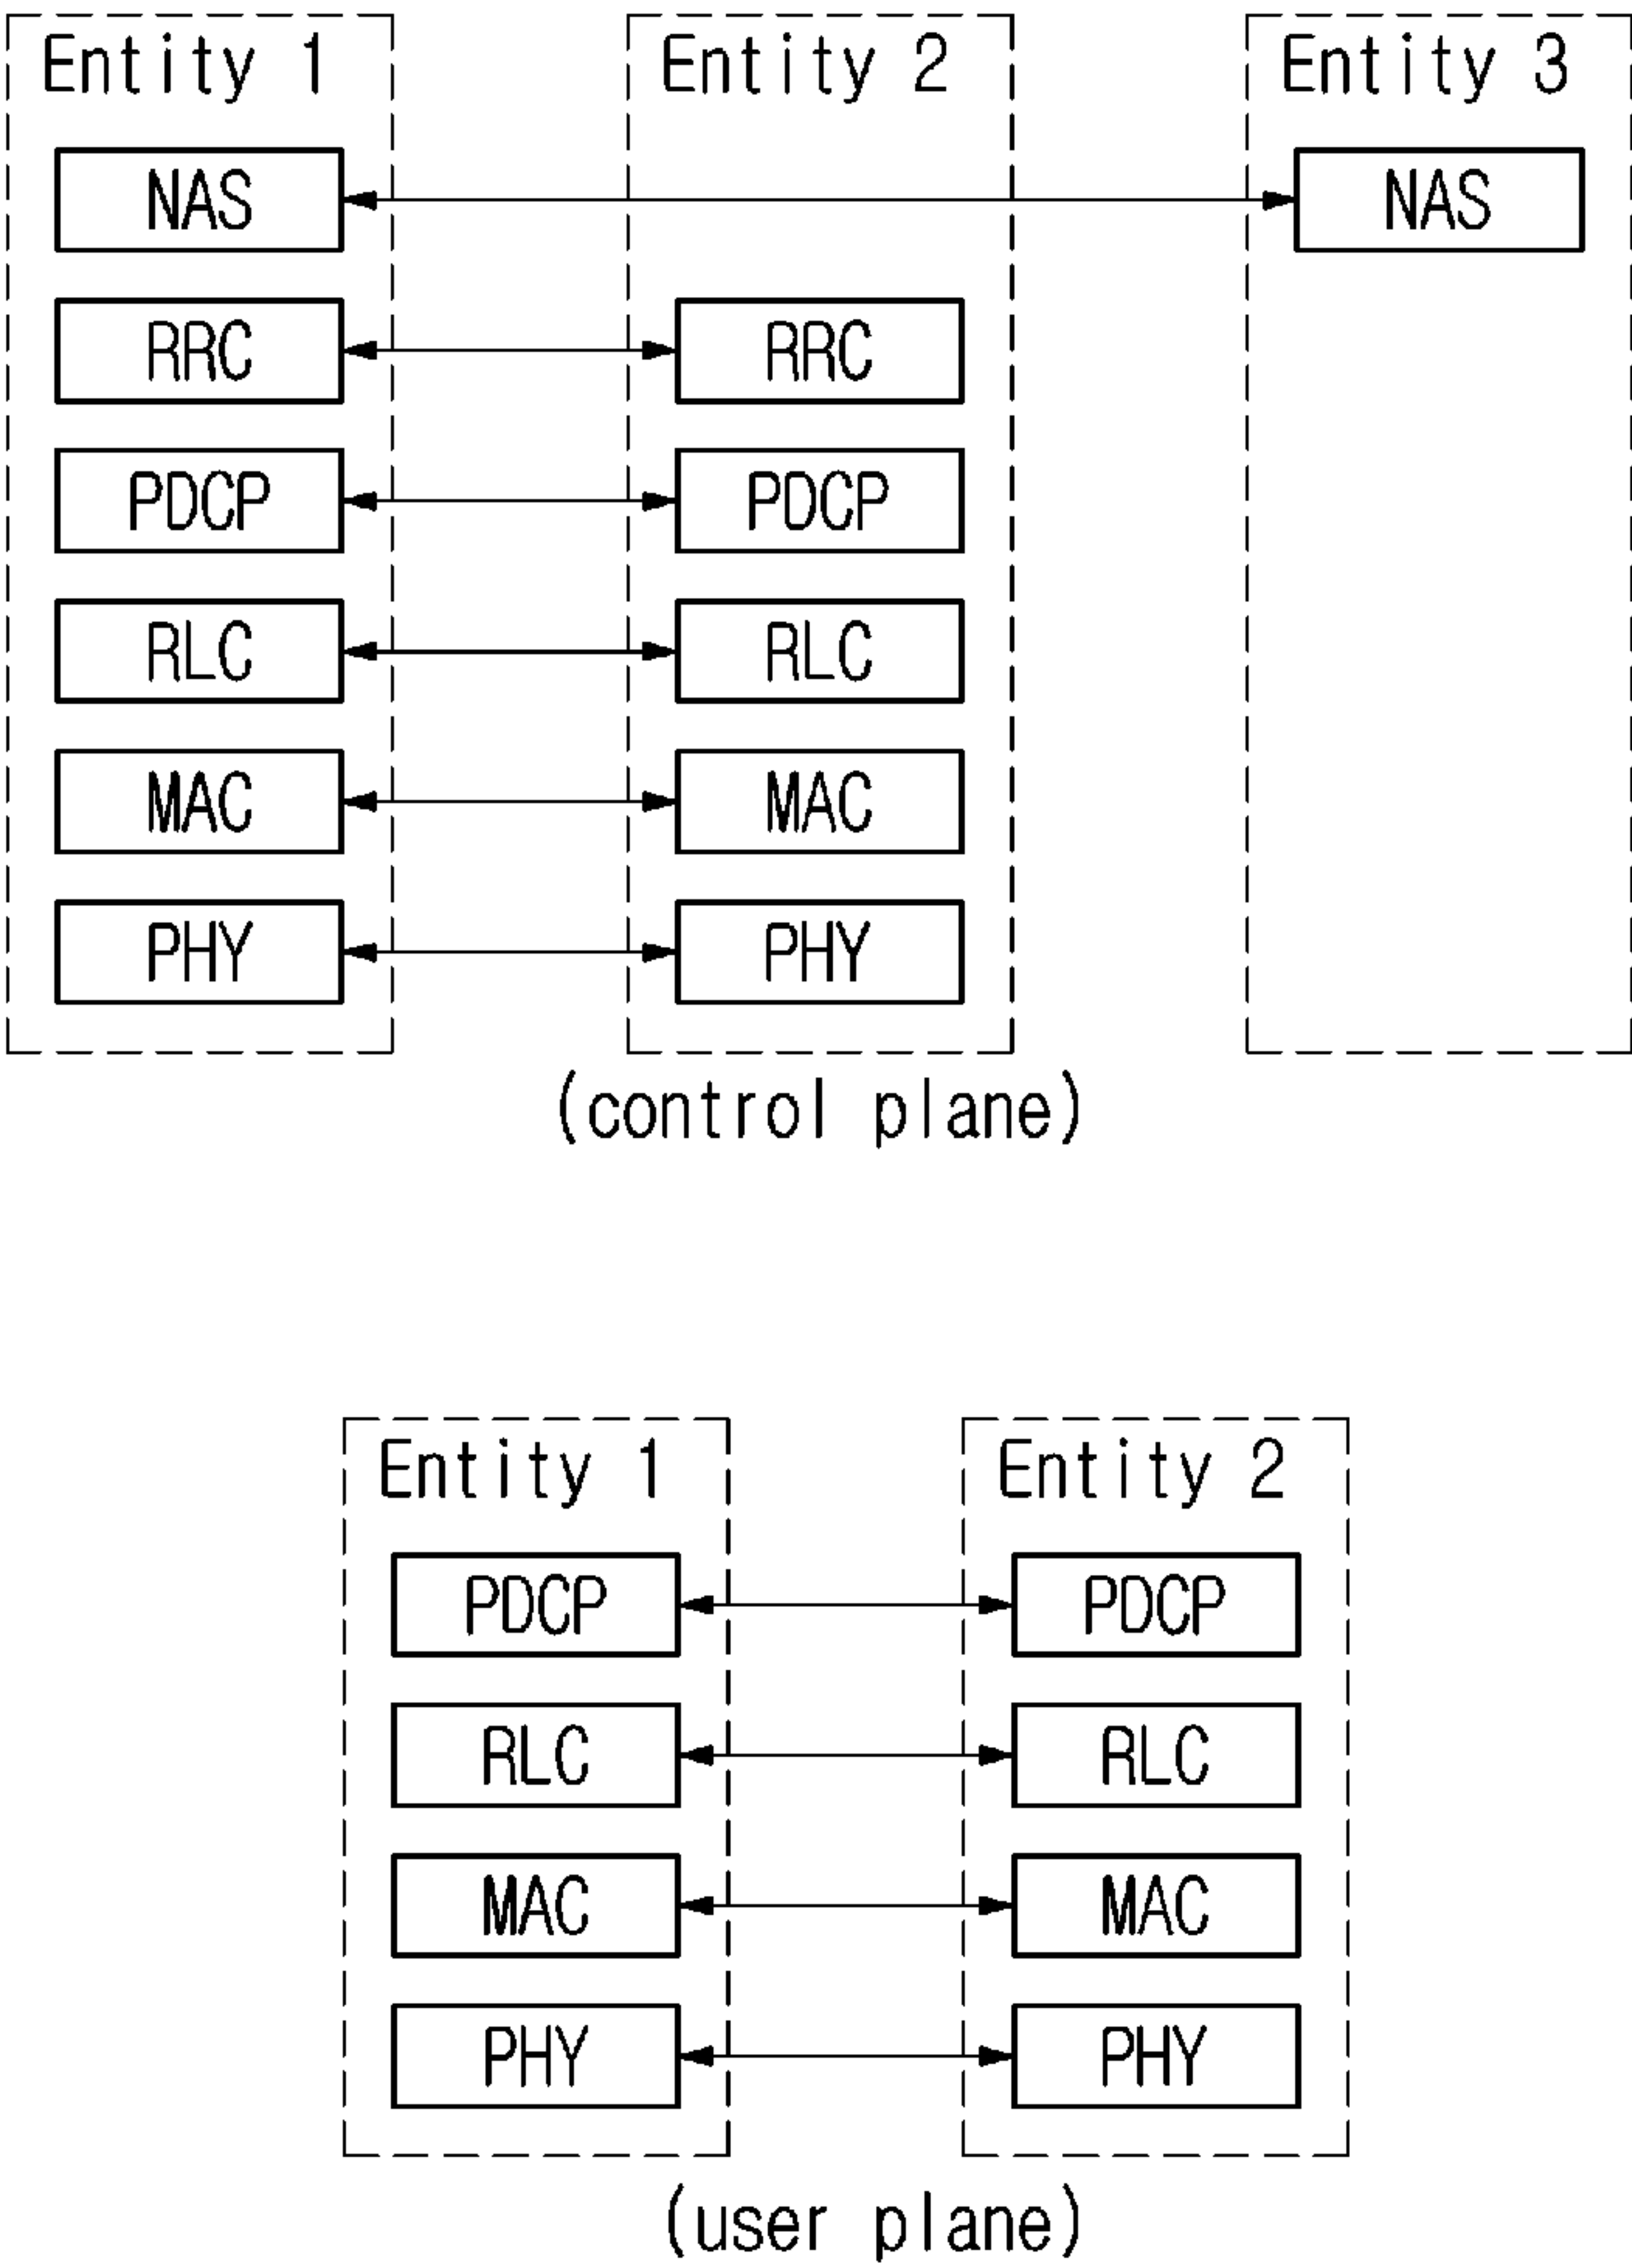 Entity 1 Entity 2 Entity 3
NAS NAS
RRC RRC
PDCP PDCP
RLC RLC
MAC MAC
PHY PHY
(control plane)
Entity 1 Entity 2
PDCP PDCP
RLC RLC
MAC MAC
PHY PHY
(user plane)